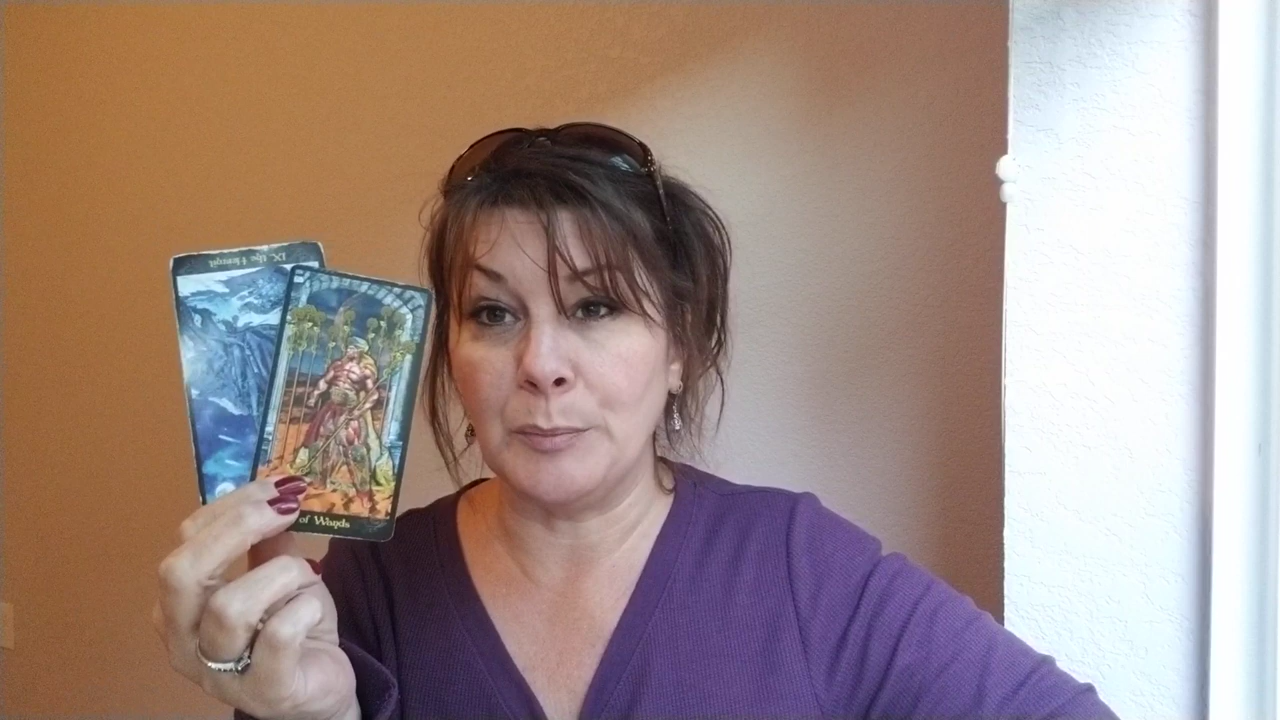 IX the Hermit
of Wands